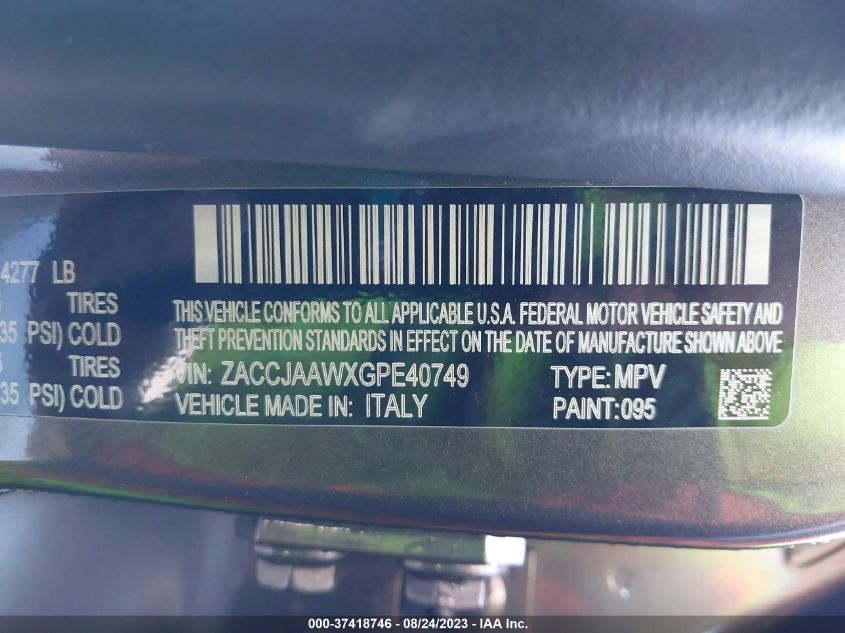 4277 LB
TIRES
35 PSI) COLD
TIRES
35 PSI) COLD
THIS VEHICLE CONFORMS TO ALL APPLICABLE U.S.A. FEDERAL MOTOR VEHICLE SAFETY AND
THEFT PREVENTION STANDARDS IN EFFECT ON THE DATE OF MANUFACTURE SHOWN ABOVE
VIN: ZACCJAAWXGPE40749 TYPE: MPV
VEHICLE MADE IN: ITALY PAINT: 095
000-37418746 - 08/24/2023 - IAA Inc.